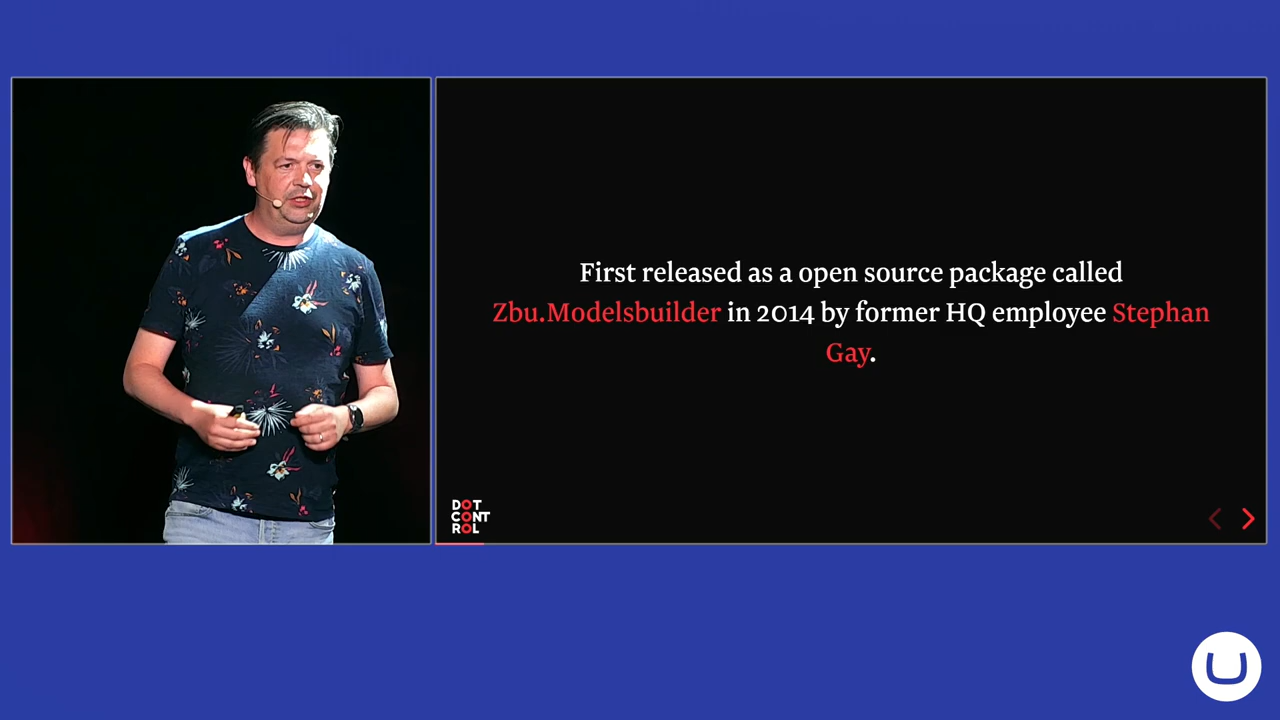 First released as a open source package called
Zbu.Modelsbuilder in 2014 by former HQ employee Stephan
Gay.
DOT
CONT
ROL